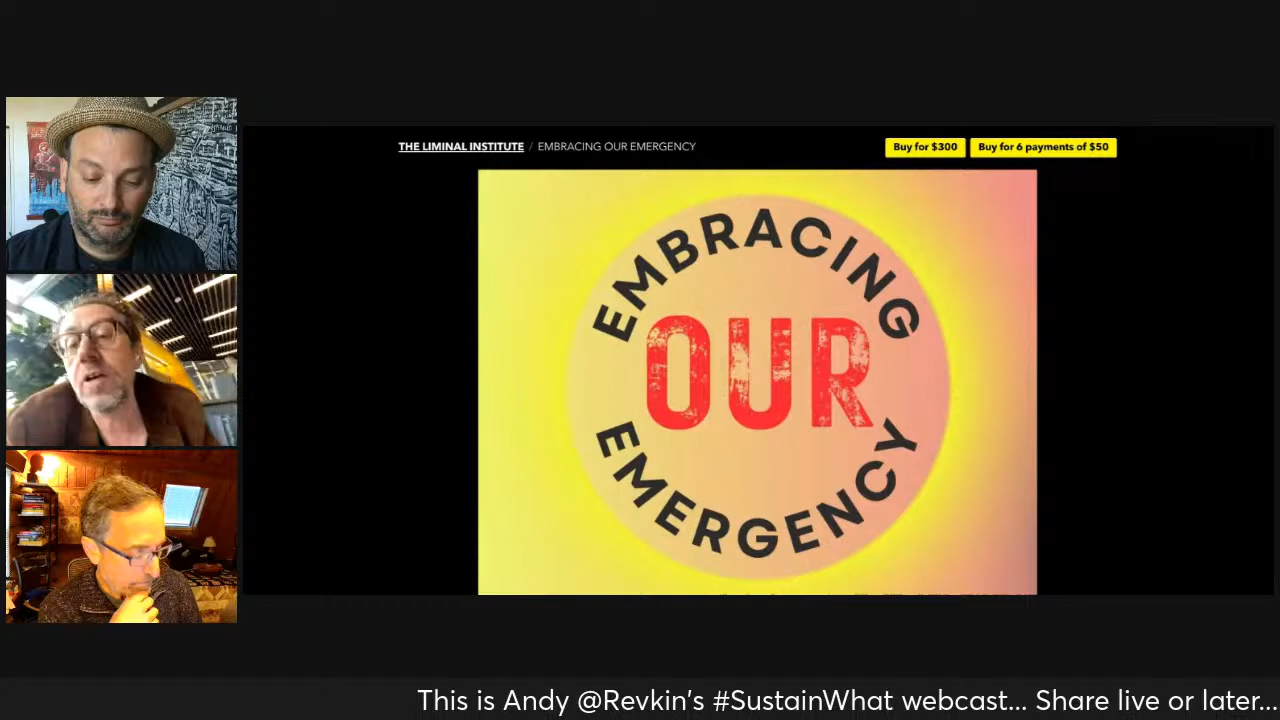 THE LIMINAL INSTITUTE / EMBRACING OUR EMERGENCY
Buy for $300
Buy for 6 payments of $50
EMBRACING
OUR
EMERGENCY
This is Andy @Revkin's #SustainWhat webcast... Share live or later...